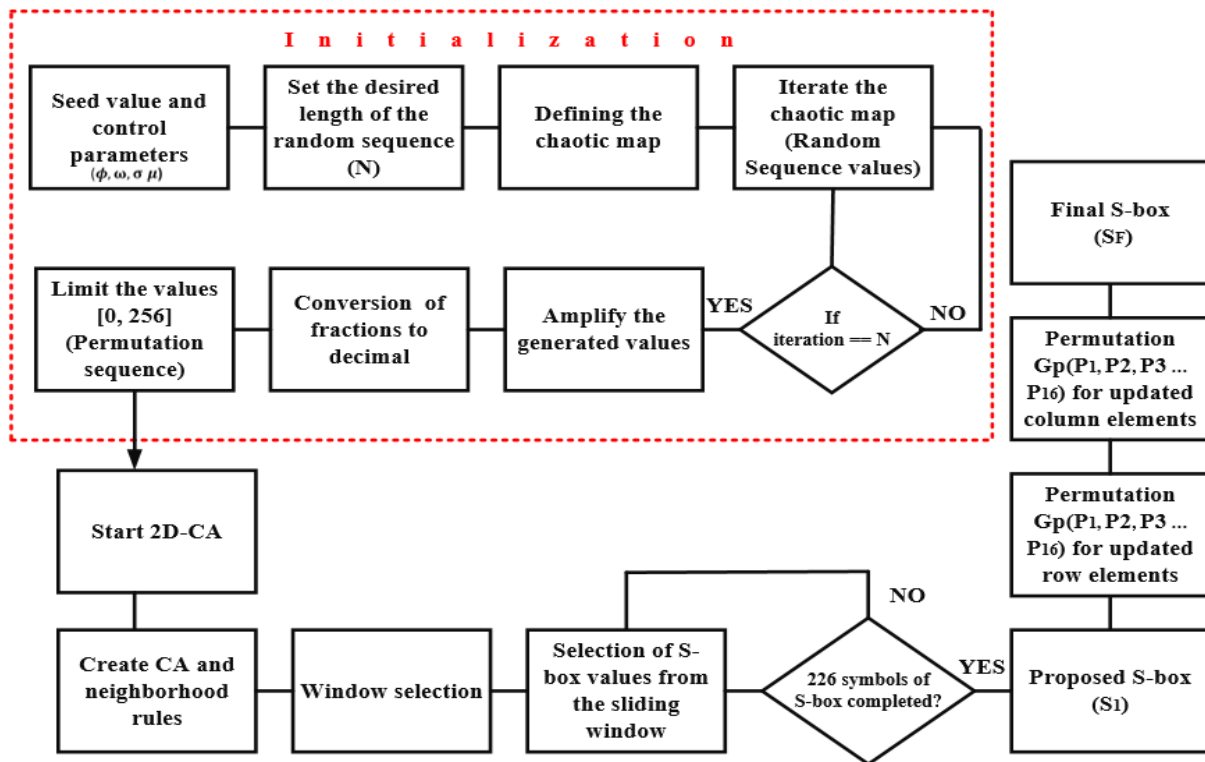 Initialization
Seed value and
control
parameters
(ϕ, ω, σ μ)
Set the desired
length of the
random sequence
(N)
Defining the
chaotic map
Iterate the
chaotic map
(Random
Sequence values)
If
iteration == N
NO
YES
Amplify the
generated values
Conversion of
fractions to
decimal
Limit the values
[0, 256]
(Permutation
sequence)
Start 2D-CA
Create CA and
neighborhood
rules
Window selection
Selection of S-
box values from
the sliding
window
226 symbols of
S-box completed?
NO
YES
Proposed S-box
(S1)
Permutation
Gp(P1, P2, P3 ...
P16) for updated
row elements
Permutation
Gp(P1, P2, P3 ...
P16) for updated
column elements
Final S-box
(SF)